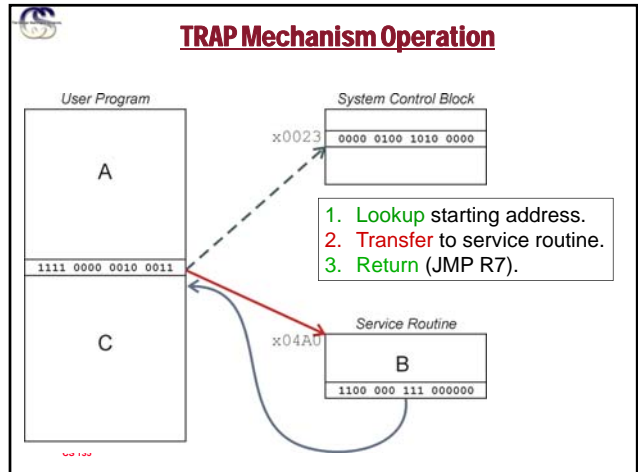 TRAP Mechanism Operation
User Program
System Control Block
x0023
0000 0100 1010 0000
A
1. Lookup starting address.
2. Transfer to service routine.
3. Return (JMP R7).
1111 0000 0010 0011
Service Routine
x04A0
C
B
1100 000 111 000000